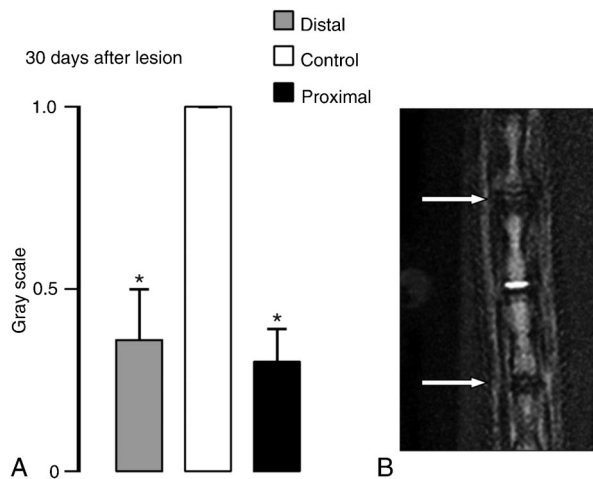 Distal
30 days after lesion
Control
Proximal
1.0
0.5
0
Gray scale
*
*
A
B